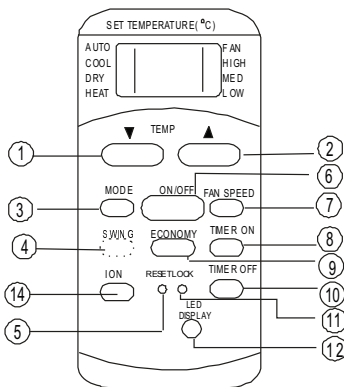 SET TEMPERATURE(°C)
AUTO FAN
COOL HIGH
DRY MED
HEAT LOW
▼ TEMP ▲
1 2
6
MODE ON/OFF FAN SPEED
3 7
SWING ECONOMY TIMER ON
4 8
9
ION RESET LOCK TIMER OFF
14 10
5 LED 11
DISPLAY
12